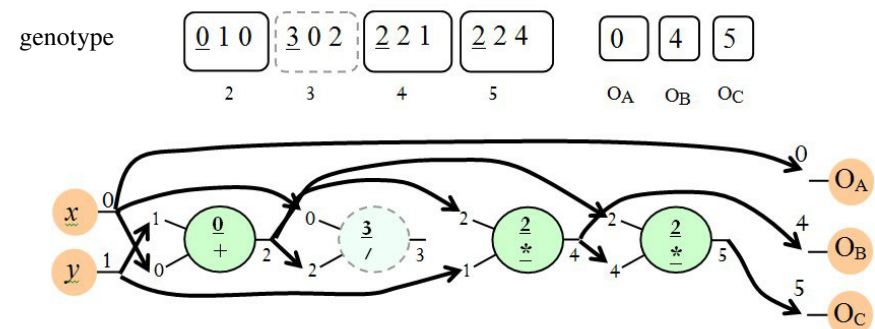 genotype 0 1 0 3 0 2 2 2 1 2 2 4 0 4 5
2 3 4 5 OA OB OC
0 OA
x 0 1 0 + 2 0 3 / 3 2 2 * 4 2 2 * 5 4 OB
y 1 0 2 1 4
5 OC